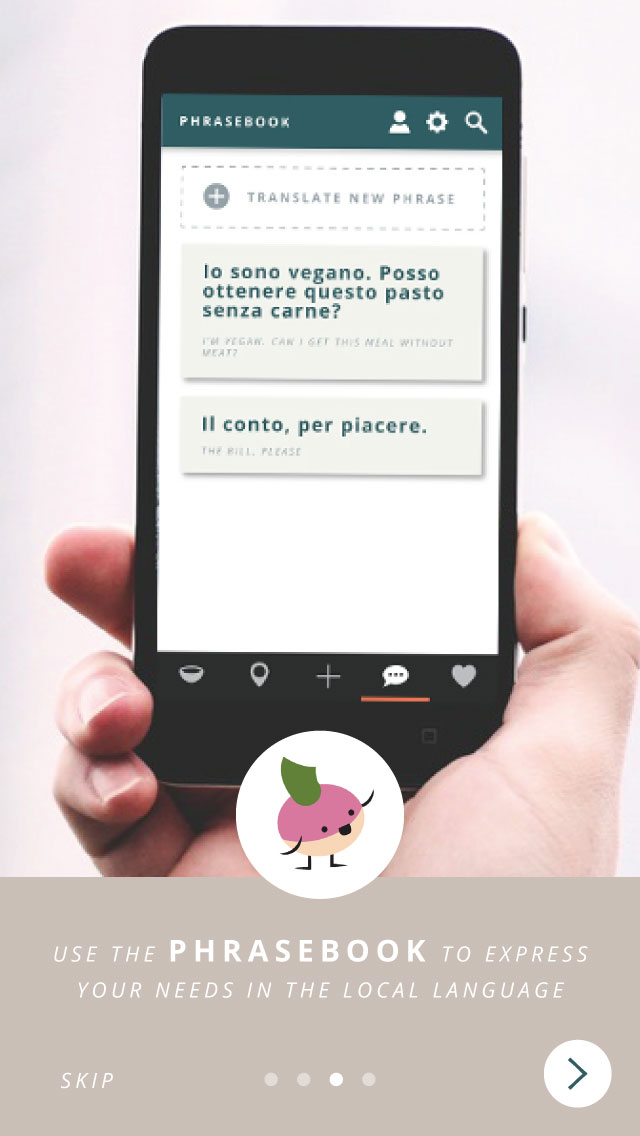 PHRASEBOOK
TRANSLATE NEW PHRASE
Io sono vegano. Posso
ottenere questo pasto
senza carne?
I'M VEGAN. CAN I GET THIS MEAL WITHOUT
MEAT?
Il conto, per piacere.
THE BILL, PLEASE
USE THE PHRASEBOOK TO EXPRESS
YOUR NEEDS IN THE LOCAL LANGUAGE
SKIP